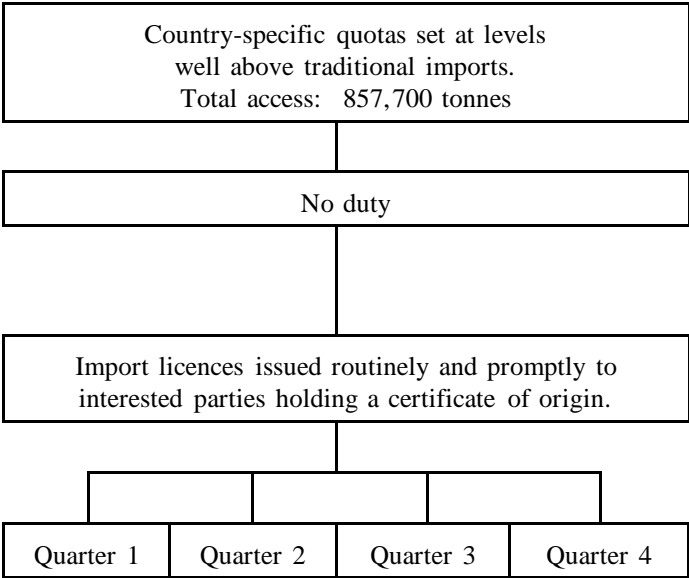 Country-specific quotas set at levels
well above traditional imports.
Total access: 857,700 tonnes
No duty
Import licences issued routinely and promptly to
interested parties holding a certificate of origin.
Quarter 1
Quarter 2
Quarter 3
Quarter 4